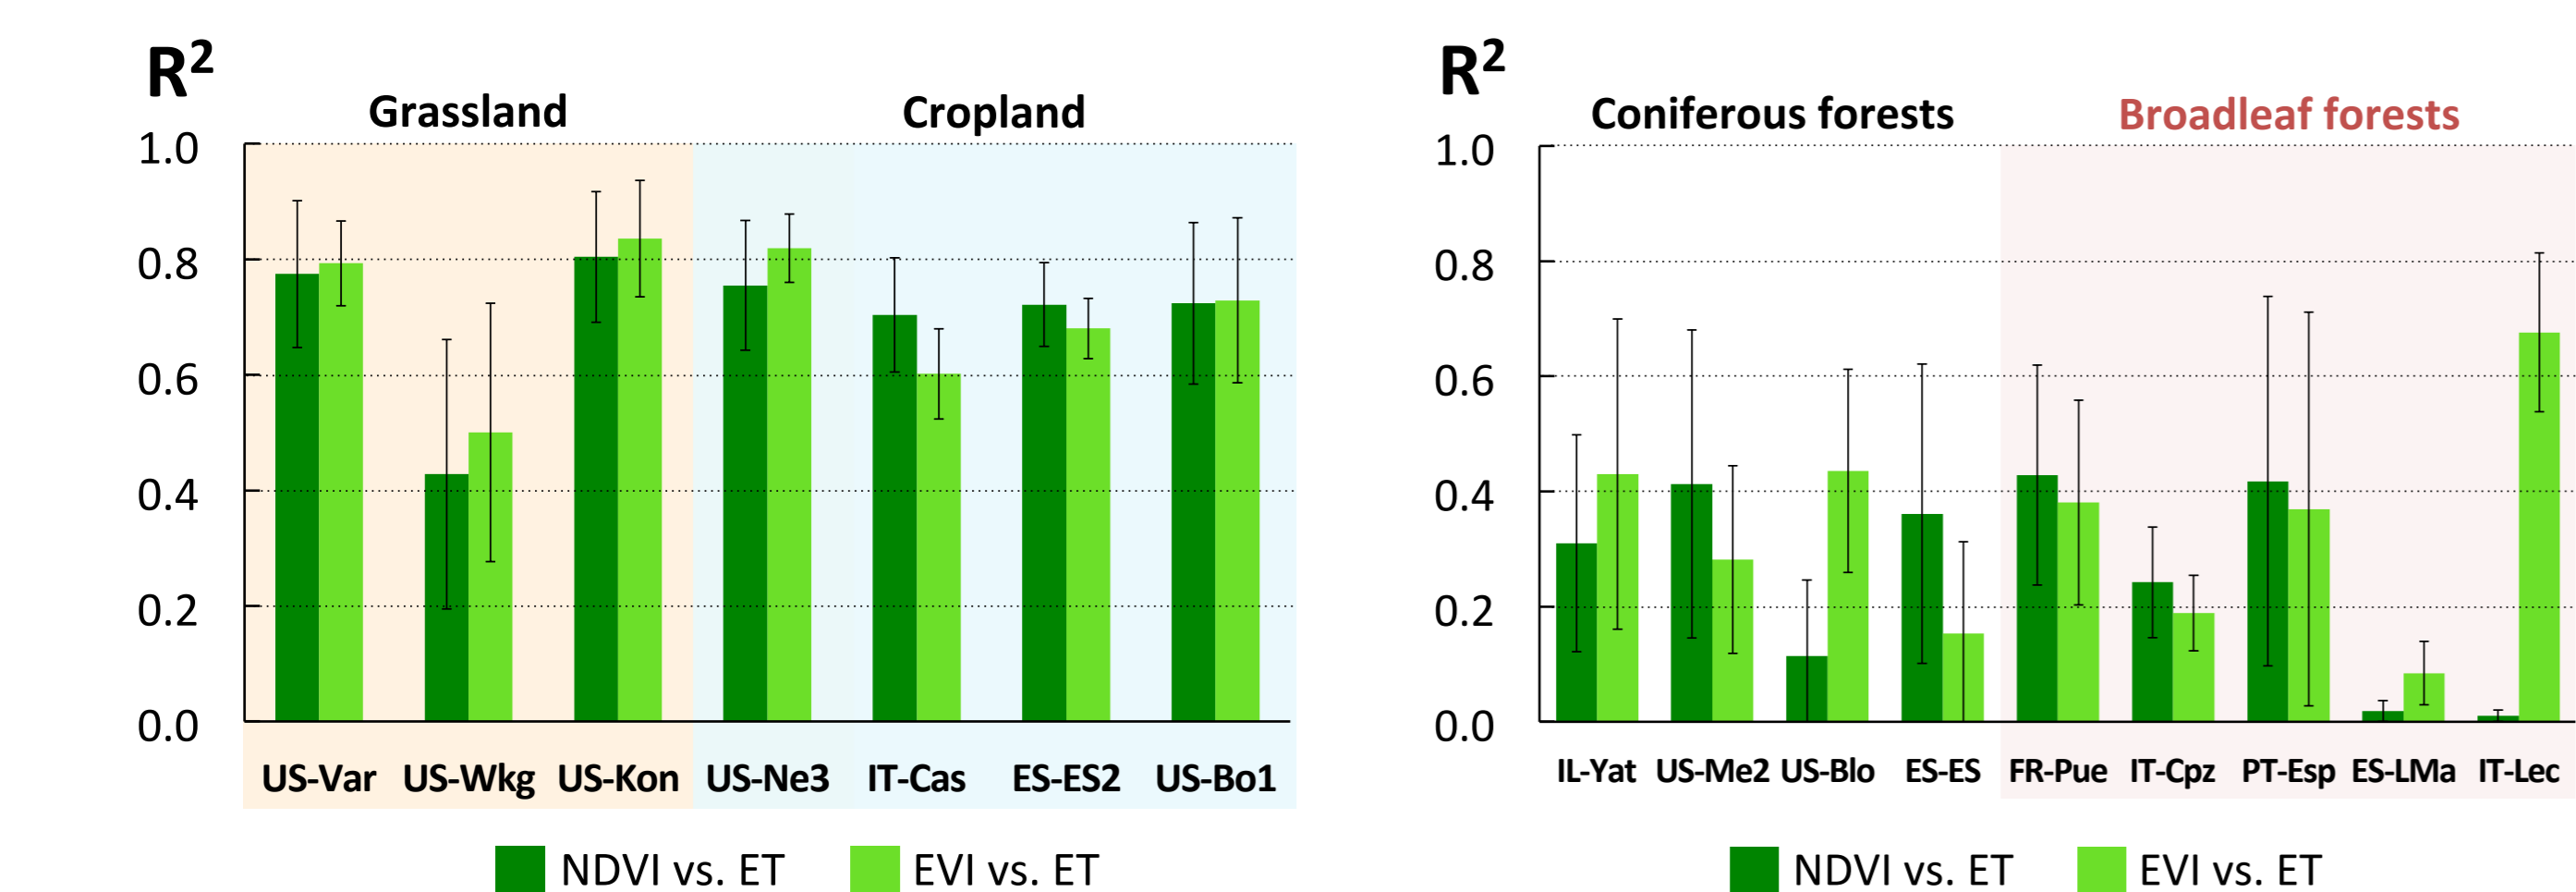 R²
Grassland
Cropland
1.0
0.8
0.6
0.4
0.2
0.0
US-Var US-Wkg US-Kon US-Ne3 IT-Cas ES-ES2 US-Bo1
NDVI vs. ET EVI vs. ET
R²
Coniferous forests
Broadleaf forests
1.0
0.8
0.6
0.4
0.2
0.0
IL-Yat US-Me2 US-Blo ES-ES FR-Pue IT-Cpz PT-Esp ES-LMa IT-Lec
NDVI vs. ET EVI vs. ET